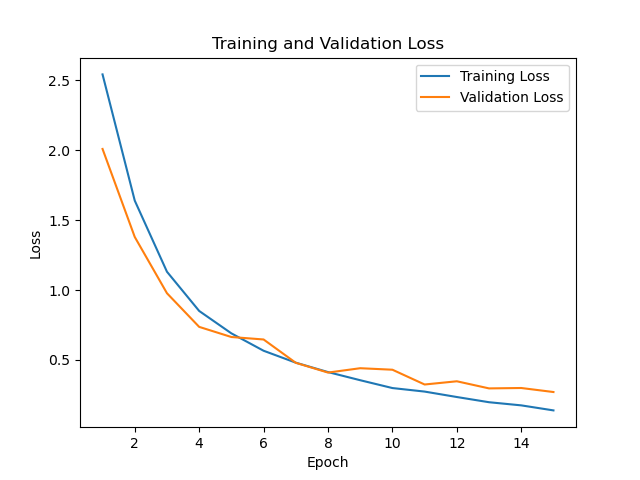 Training and Validation Loss
Training Loss
Validation Loss
2.5
2.0
1.5
1.0
0.5
Loss
2 4 6 8 10 12 14
Epoch